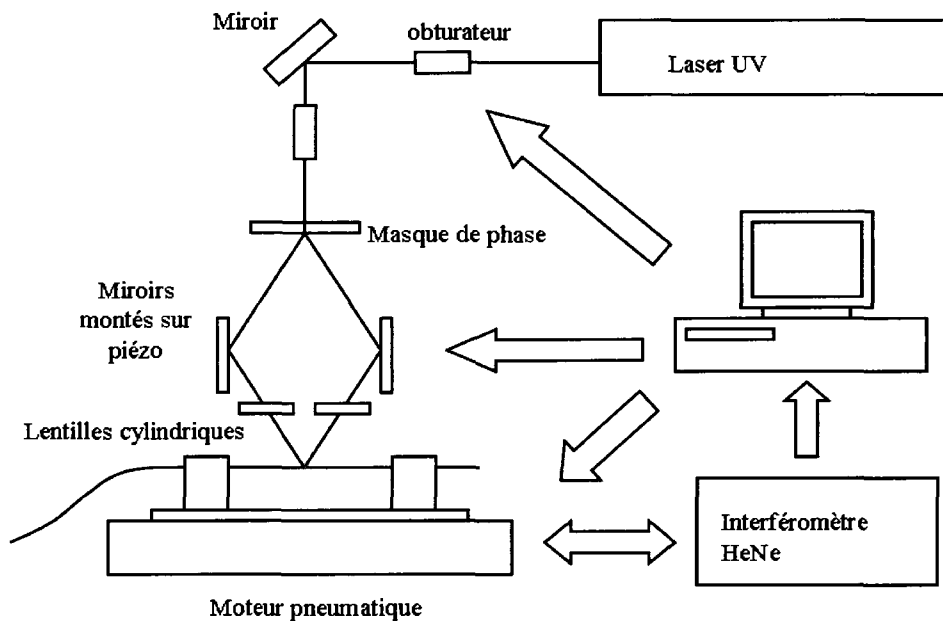 Miroir
obturateur
Laser UV
Masque de phase
Miroirs
montés sur
piézo
Lentilles cylindriques
Interféromètre
HeNe
Moteur pneumatique